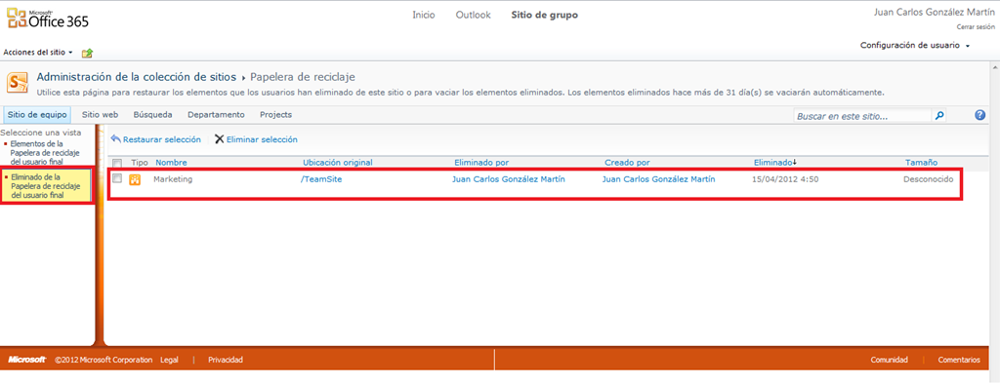 Microsoft®
Office 365
Inicio Outlook Sitio de grupo
Juan Carlos González Martín
Cerrar sesión
Acciones del sitio
Configuración de usuario
Administración de la colección de sitios Papelera de reciclaje
Utilice esta página para restaurar los elementos que los usuarios han eliminado de este sitio o para vaciar los elementos eliminados. Los elementos eliminados hace más de 31 día(s) se vaciarán automáticamente.
Sitio de equipo Sitio web Búsqueda Departamento Projects
Buscar en este sitio...
Seleccione una vista
Elementos de la
Papelera de reciclaje
del usuario final
Eliminado de la
Papelera de reciclaje
del usuario final
Restaurar selección Eliminar selección
Tipo Nombre Ubicación original Eliminado por Creado por Eliminado Tamaño
Marketing /TeamSite Juan Carlos González Martín Juan Carlos González Martín 15/04/2012 4:50 Desconocido
Microsoft ©2012 Microsoft Corporation Legal | Privacidad
Comunidad | Comentarios